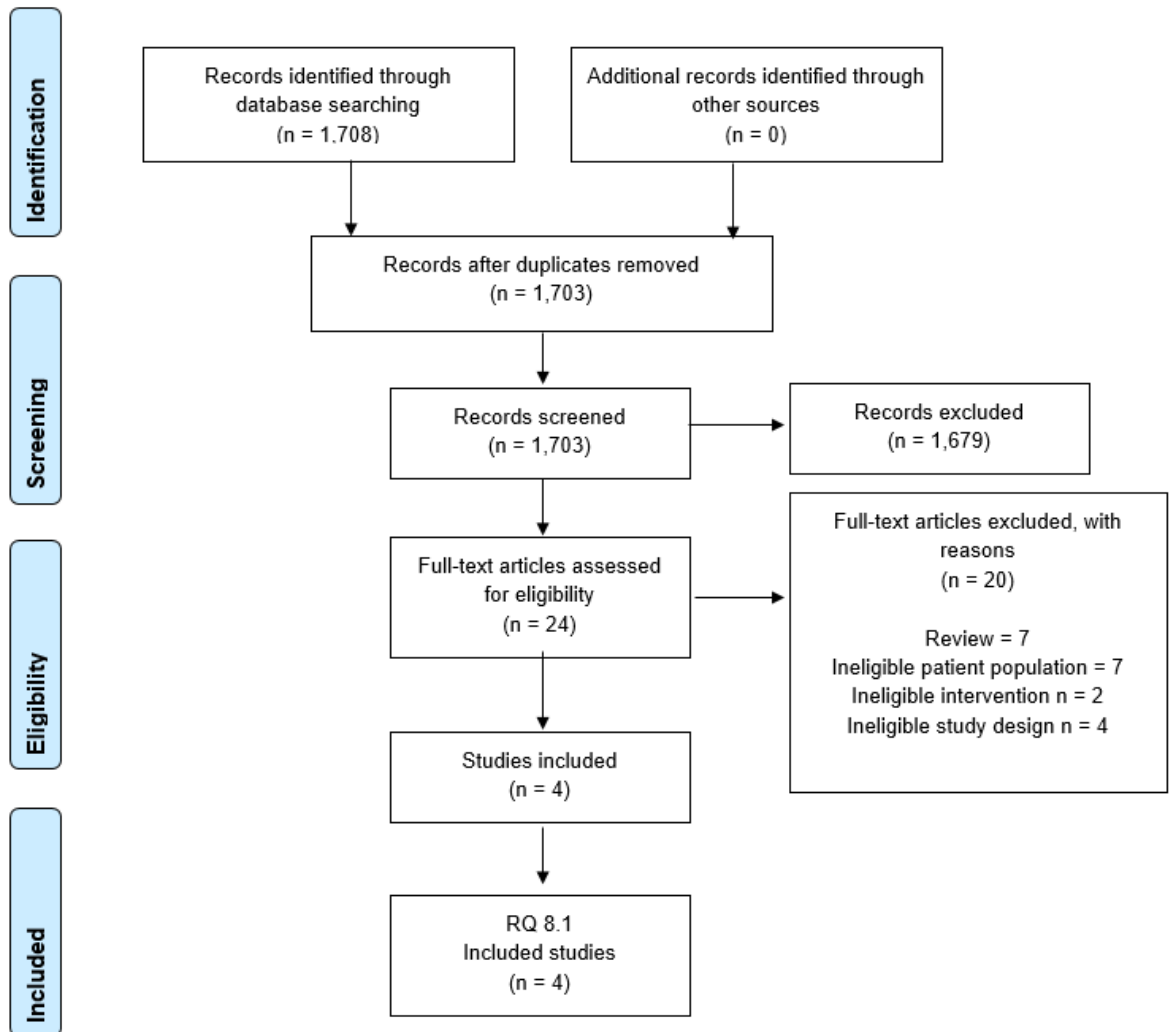 Identification
Records identified through
database searching
(n = 1,708)
Additional records identified through
other sources
(n = 0)
Records after duplicates removed
(n = 1,703)
Screening
Records screened
(n = 1,703)
Records excluded
(n = 1,679)
Eligibility
Full-text articles assessed
for eligibility
(n = 24)
Full-text articles excluded, with
reasons
(n = 20)
Review = 7
Ineligible patient population = 7
Ineligible intervention n = 2
Ineligible study design n = 4
Studies included
(n = 4)
Included
RQ 8.1
Included studies
(n = 4)